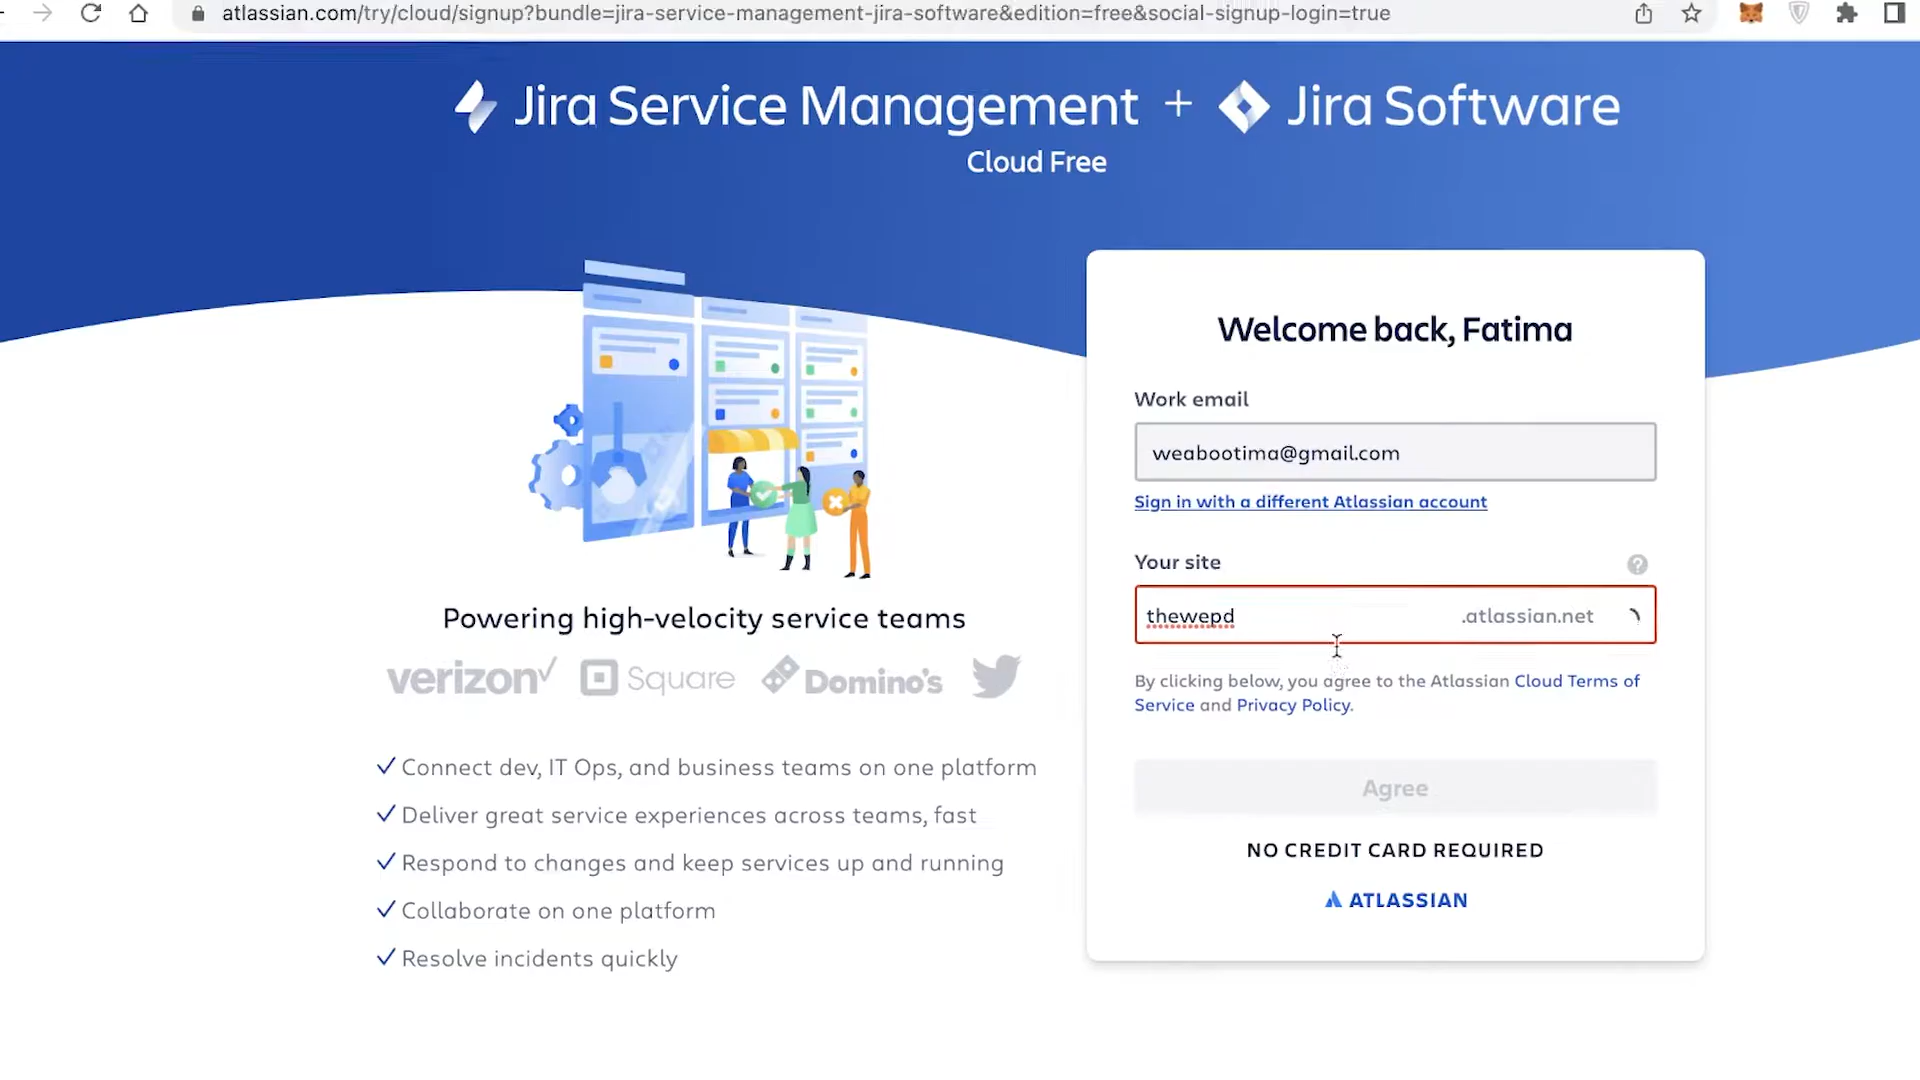 atlassian.com/try/cloud/signup?bundle=jira-service-management-jira-software&edition=free&social-signup-login=true
Jira Service Management + Jira Software
Cloud Free
Welcome back, Fatima
Work email
weabootima@gmail.com
Sign in with a different Atlassian account
Your site
?
thewepd .atlassian.net
By clicking below, you agree to the Atlassian Cloud Terms of
Service and Privacy Policy.
Agree
NO CREDIT CARD REQUIRED
ATLASSIAN
Powering high-velocity service teams
verizon✓ Square Domino's
✓ Connect dev, IT Ops, and business teams on one platform
✓ Deliver great service experiences across teams, fast
✓ Respond to changes and keep services up and running
✓ Collaborate on one platform
✓ Resolve incidents quickly